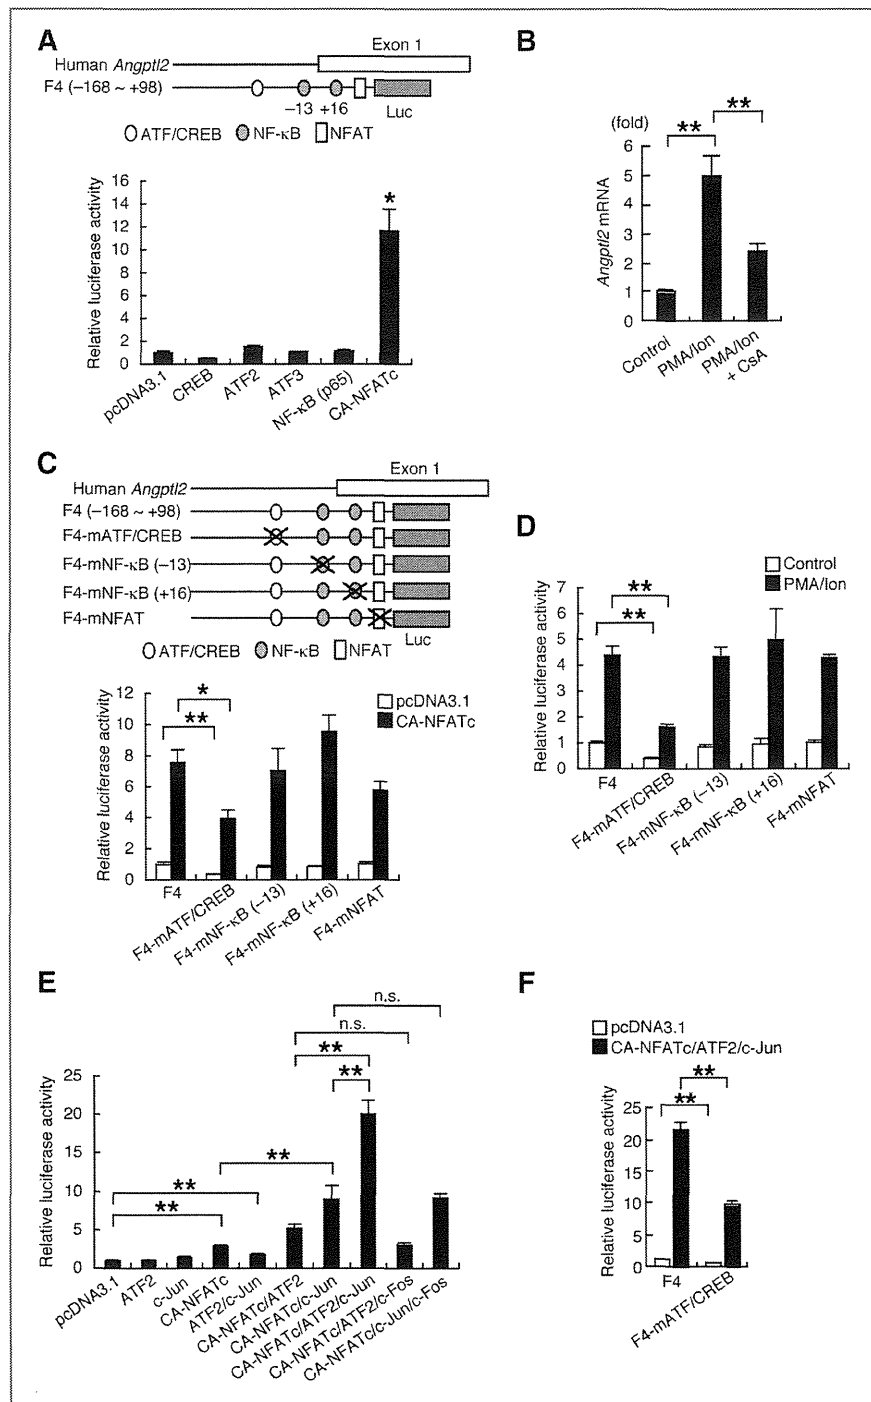 A
Exon 1
Human Angptl2
F4 (–168 ~ +98)
–13 +16
Luc
ATF/CREB NF-κB NFAT
Relative luciferase activity
16
14
12
10
8
6
4
2
0
*
pcDNA3.1
CREB
ATF2
ATF3
NF-κB (p65)
CA-NFATc
B
(fold)
** **
Angptl2 mRNA
6
5
4
3
2
1
0
Control
PMA/Ion
PMA/Ion + CsA
C
Exon 1
Human Angptl2
F4 (–168 ~ +98)
F4-mATF/CREB
F4-mNF-κB (–13)
F4-mNF-κB (+16)
F4-mNFAT
Luc
ATF/CREB NF-κB NFAT
Relative luciferase activity
12
10
8
6
4
2
0
*
**
pcDNA3.1
CA-NFATc
F4
F4-mATF/CREB
F4-mNF-κB (–13)
F4-mNF-κB (+16)
F4-mNFAT
D
Control
PMA/Ion
Relative luciferase activity
7
6
5
4
3
2
1
0
**
**
F4
F4-mATF/CREB
F4-mNF-κB (–13)
F4-mNF-κB (+16)
F4-mNFAT
E
n.s.
n.s.
**
**
**
**
**
Relative luciferase activity
25
20
15
10
5
0
pcDNA3.1
ATF2
c-Jun
CA-NFATc
ATF2/c-Jun
CA-NFATc/ATF2
CA-NFATc/c-Jun
CA-NFATc/ATF2/c-Jun
CA-NFATc/ATF2/c-Fos
CA-NFATc/c-Jun/c-Fos
F
pcDNA3.1
CA-NFATc/ATF2/c-Jun
**
**
Relative luciferase activity
25
20
15
10
5
0
F4
F4-mATF/CREB